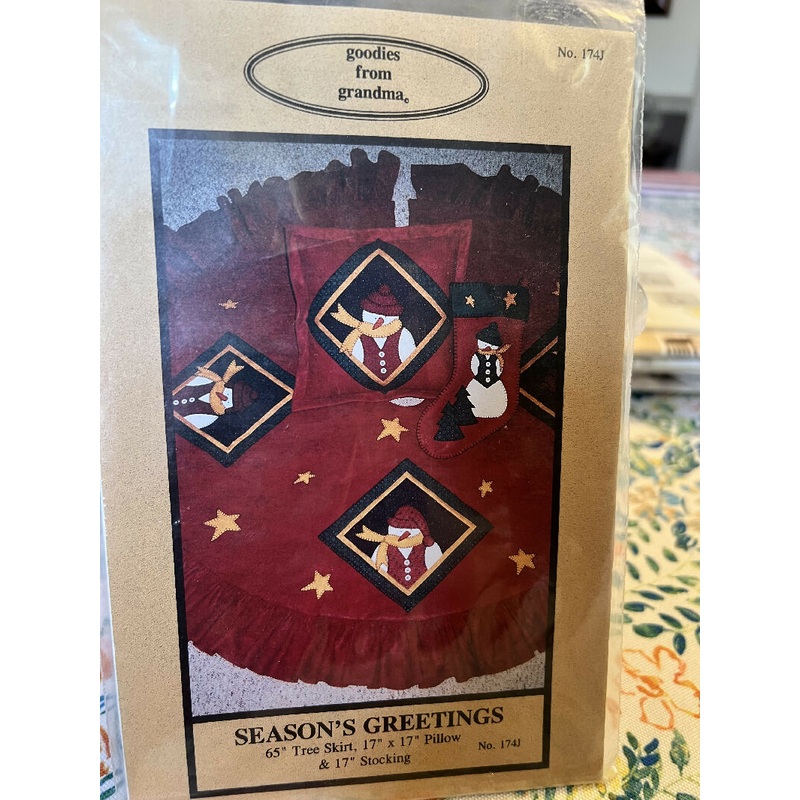 goodies
from
grandma©
No. 174J
SEASON'S GREETINGS
65" Tree Skirt, 17" x 17" Pillow
& 17" Stocking
No. 174J